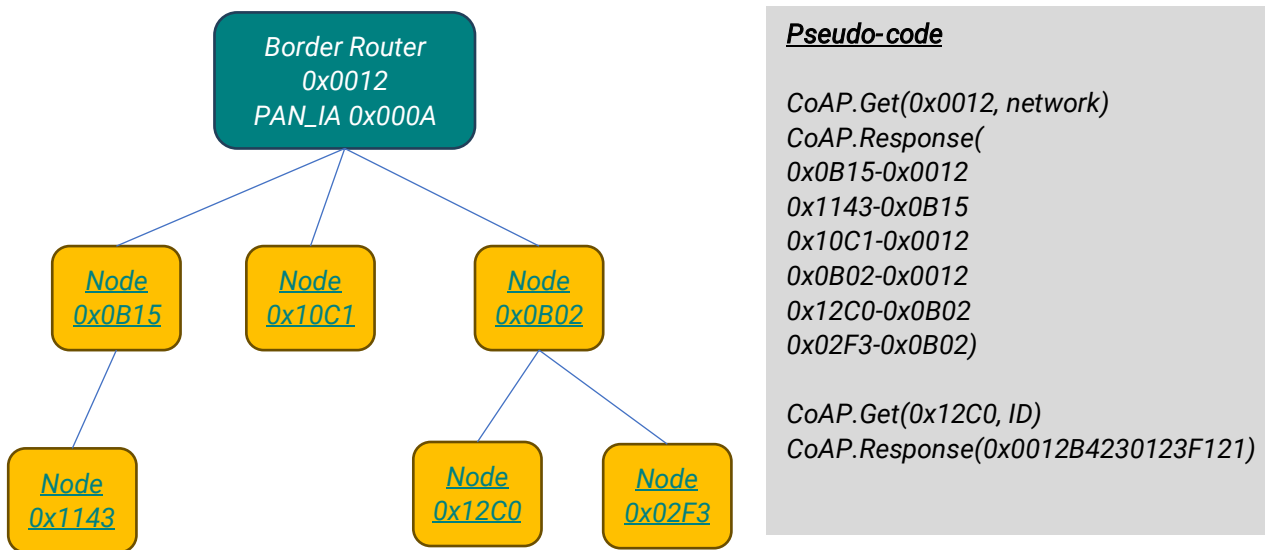 Border Router
0x0012
PAN_IA 0x000A
Node
0x0B15
Node
0x10C1
Node
0x0B02
Node
0x1143
Node
0x12C0
Node
0x02F3
Pseudo-code
CoAP.Get(0x0012, network)
CoAP.Response(
0x0B15-0x0012
0x1143-0x0B15
0x10C1-0x0012
0x0B02-0x0012
0x12C0-0x0B02
0x02F3-0x0B02)
CoAP.Get(0x12C0, ID)
CoAP.Response(0x0012B4230123F121)